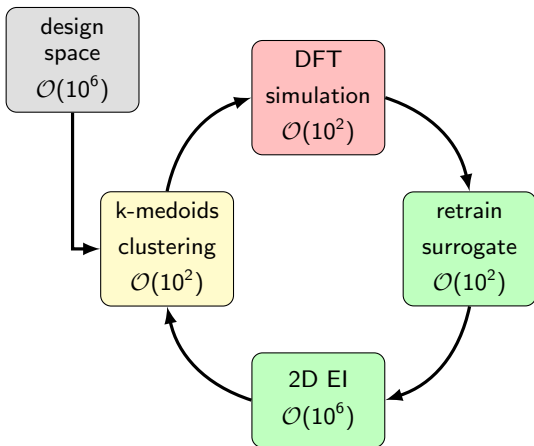 design
space
𝒪(10⁶)
DFT
simulation
𝒪(10²)
k-medoids
clustering
𝒪(10²)
retrain
surrogate
𝒪(10²)
2D EI
𝒪(10⁶)